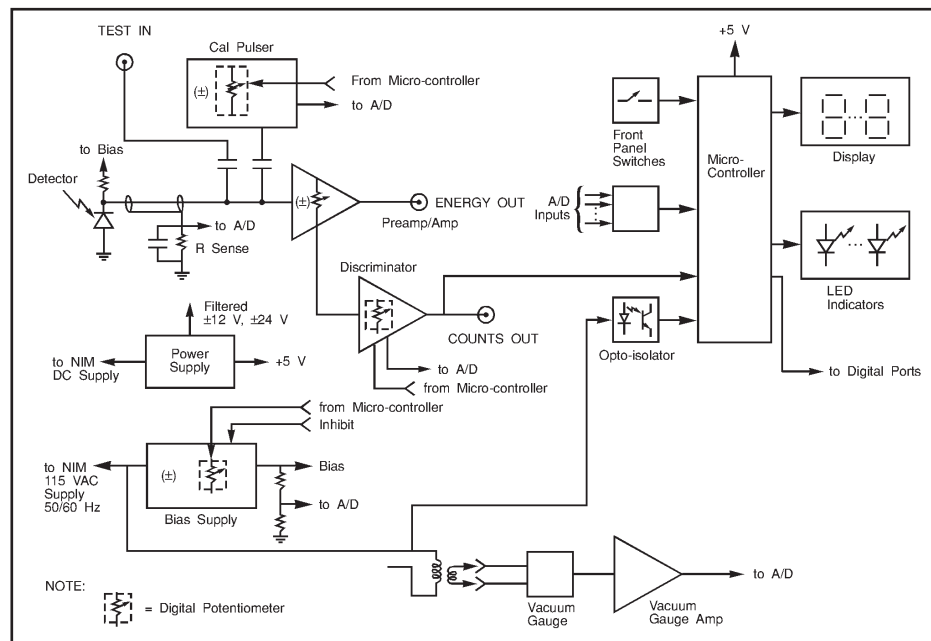 TEST IN
Cal Pulser
(±)
From Micro-controller
to A/D
to Bias
Detector
to A/D
R Sense
(±)
ENERGY OUT
Preamp/Amp
Discriminator
COUNTS OUT
to A/D
from Micro-controller
Filtered
±12 V, ±24 V
to NIM
DC Supply
Power
Supply
+5 V
from Micro-controller
Inhibit
to NIM
115 VAC
Supply
50/60 Hz
(±)
Bias
to A/D
Bias Supply
+5 V
Front
Panel
Switches
Micro-
Controller
Display
A/D
Inputs
LED
Indicators
Opto-isolator
to Digital Ports
Vacuum
Gauge
Vacuum
Gauge Amp
to A/D
NOTE:
= Digital Potentiometer